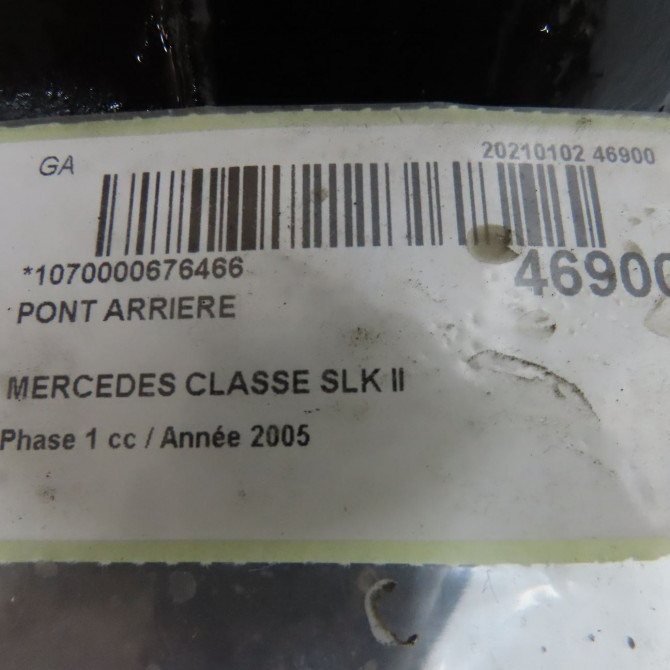 GA
20210102 46900
*1070000676466
46900
PONT ARRIERE
MERCEDES CLASSE SLK II
Phase 1 cc / Année 2005